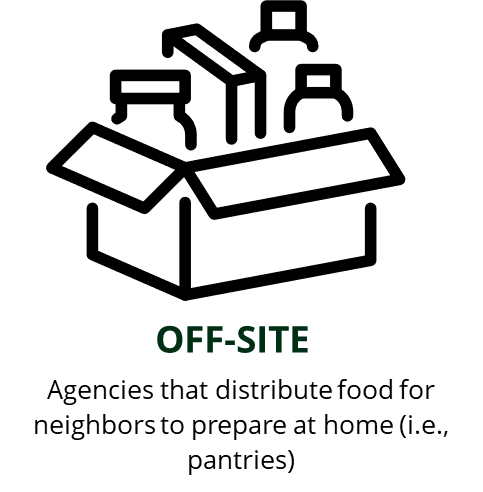 OFF-SITE
Agencies that distribute food for
neighbors to prepare at home (i.e.,
pantries)